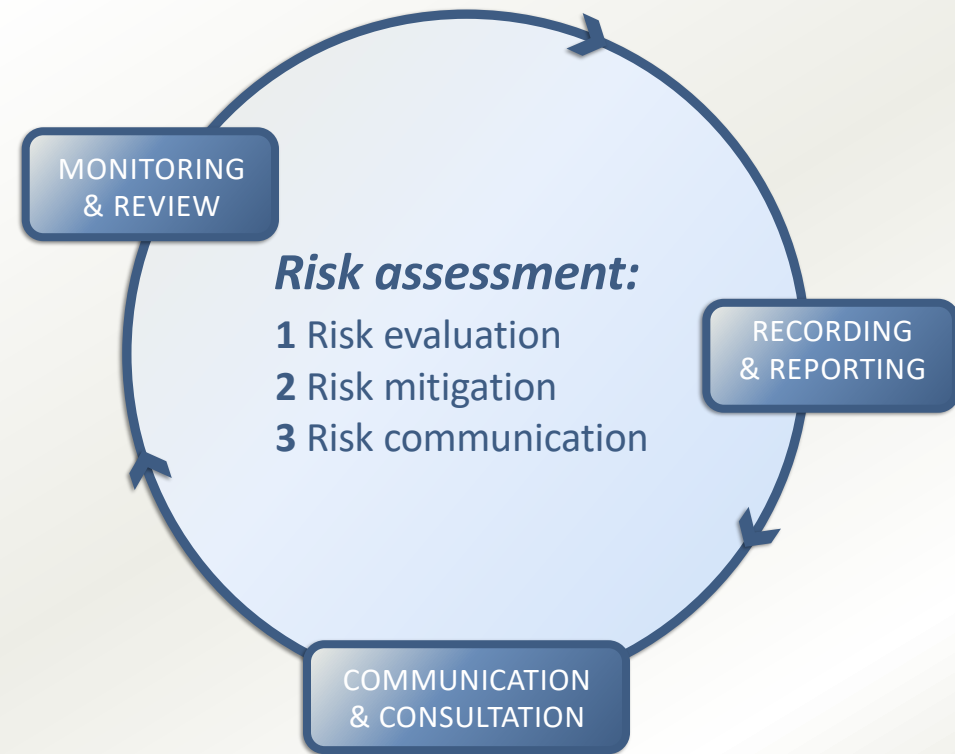 MONITORING
& REVIEW
Risk assessment:
1 Risk evaluation
2 Risk mitigation
3 Risk communication
RECORDING
& REPORTING
COMMUNICATION
& CONSULTATION